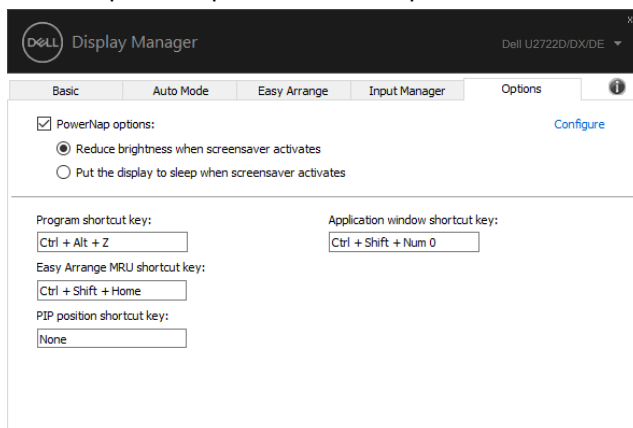 DELL Display Manager
Dell U2722D/DX/DE
Basic Auto Mode Easy Arrange Input Manager Options
PowerNap options: Configure
Reduce brightness when screensaver activates
Put the display to sleep when screensaver activates
Program shortcut key: Application window shortcut key:
Ctrl + Alt + Z Ctrl + Shift + Num 0
Easy Arrange MRU shortcut key:
Ctrl + Shift + Home
PIP position shortcut key:
None